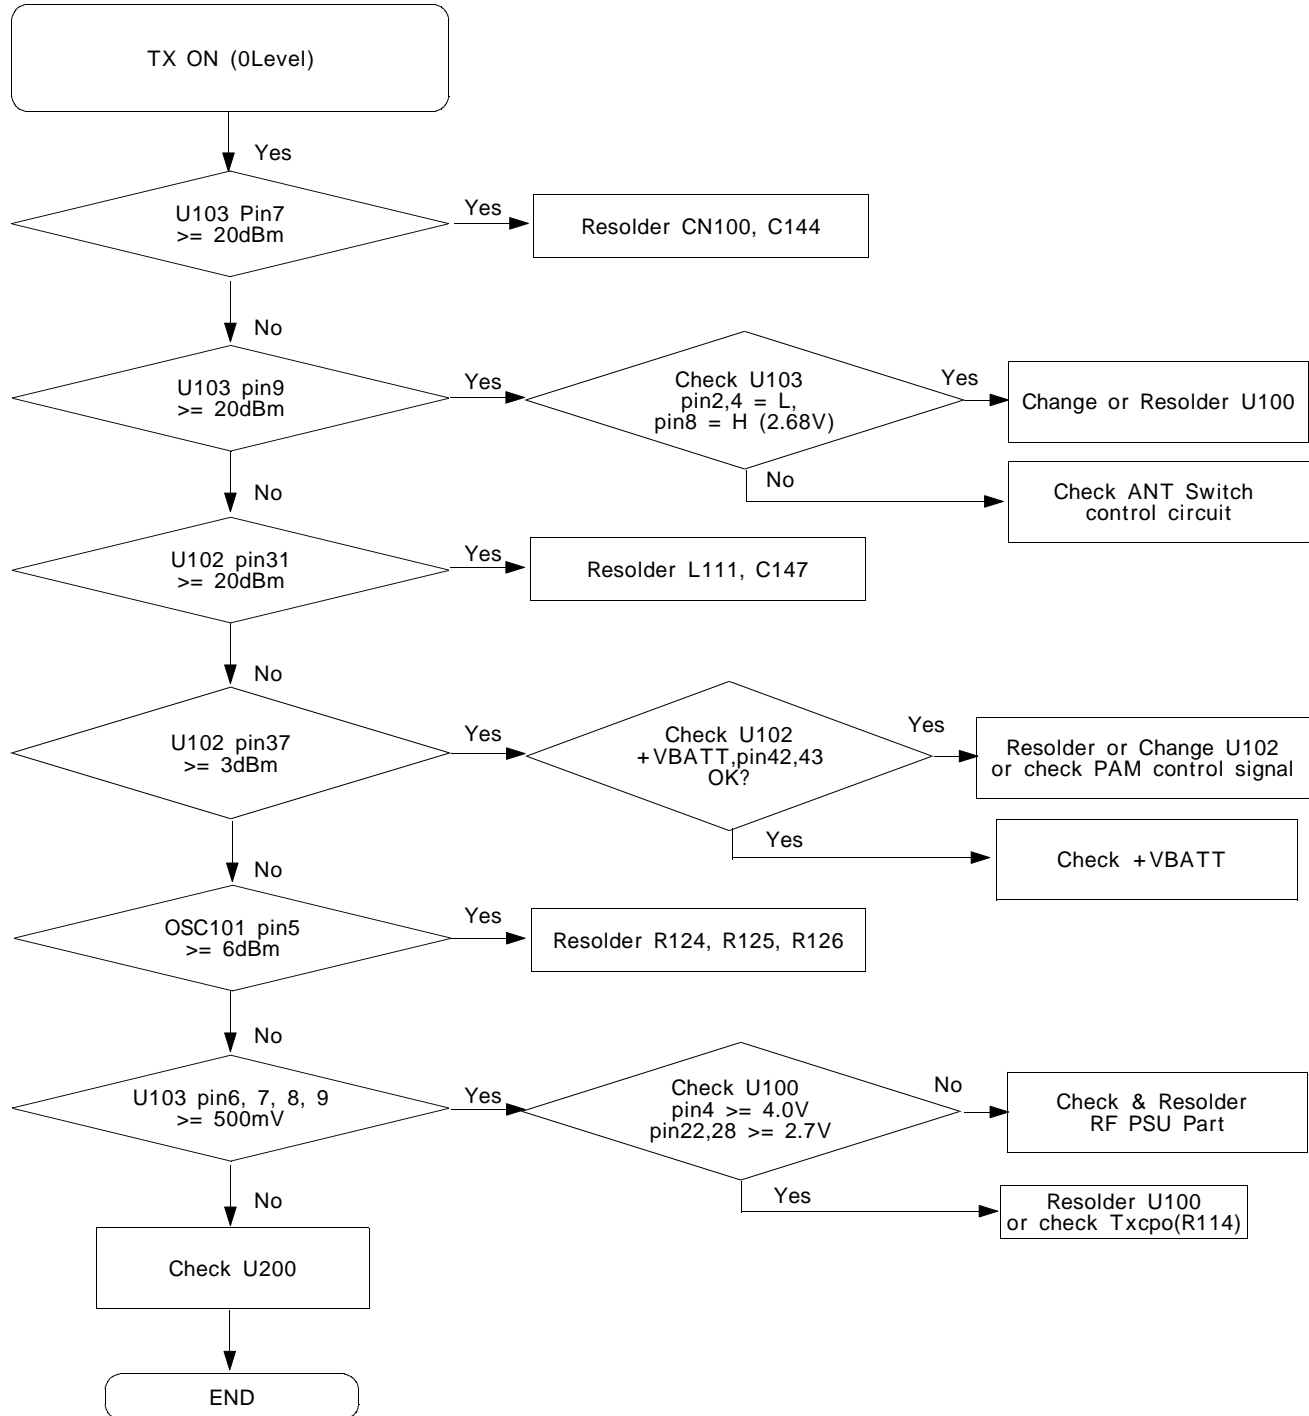 TX ON (0Level)
Yes
U103 Pin7
>= 20dBm
Yes
Resolder CN100, C144
No
U103 pin9
>= 20dBm
Yes
Check U103
pin2,4 = L,
pin8 = H (2.68V)
Yes
Change or Resolder U100
No
Check ANT Switch
control circuit
No
U102 pin31
>= 20dBm
Yes
Resolder L111, C147
No
U102 pin37
>= 3dBm
Yes
Check U102
+VBATT,pin42,43
OK?
Yes
Resolder or Change U102
or check PAM control signal
Yes
Check +VBATT
No
OSC101 pin5
>= 6dBm
Yes
Resolder R124, R125, R126
No
U103 pin6, 7, 8, 9
>= 500mV
Yes
Check U100
pin4 >= 4.0V
pin22,28 >= 2.7V
No
Check & Resolder
RF PSU Part
Yes
Resolder U100
or check Txcpo(R114)
No
Check U200
END